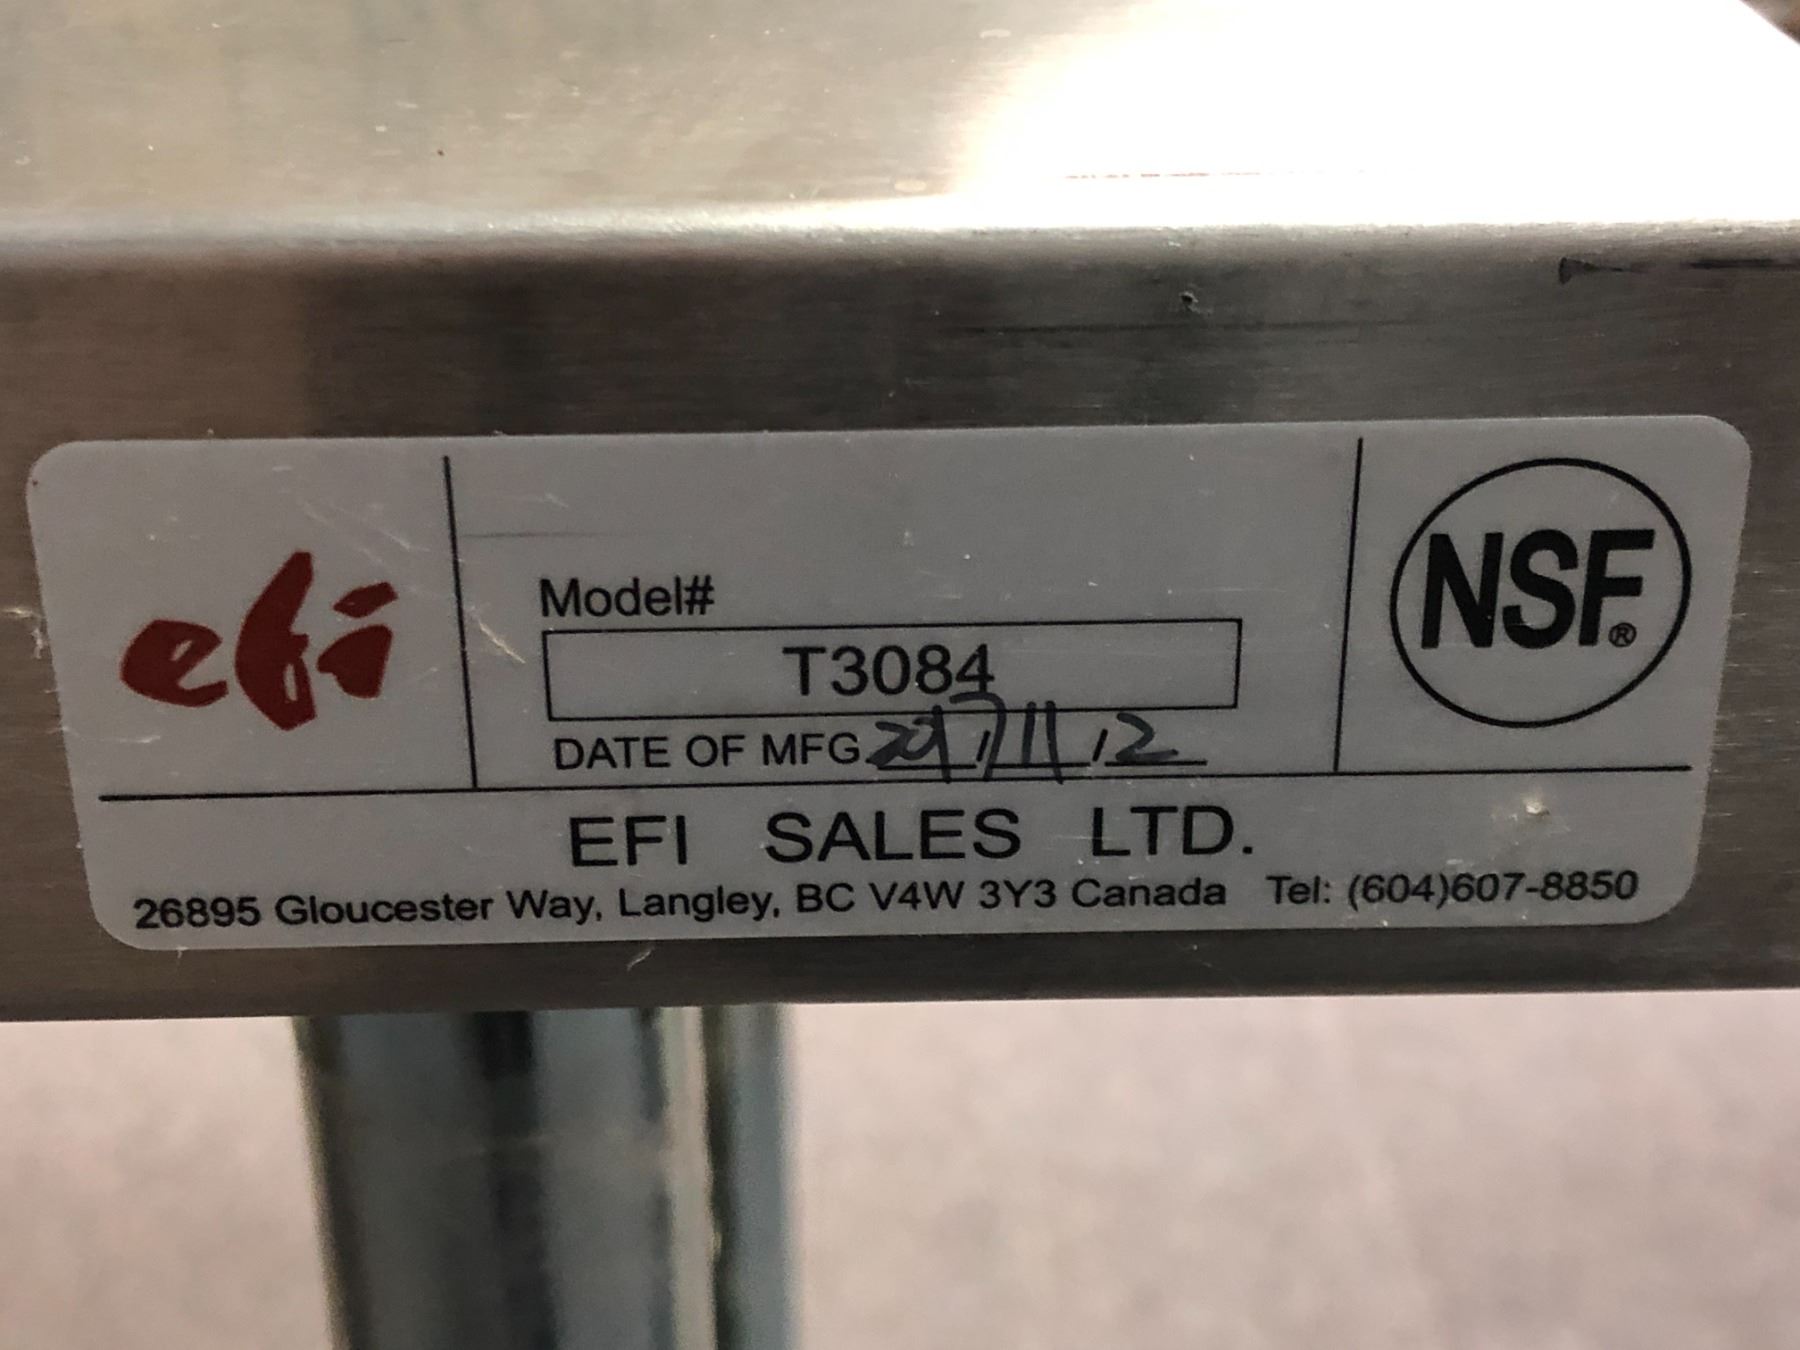 efi
Model#
T3084
DATE OF MFG 2017/11/12
EFI SALES LTD.
26895 Gloucester Way, Langley, BC V4W 3Y3 Canada Tel: (604)607-8850
NSF®